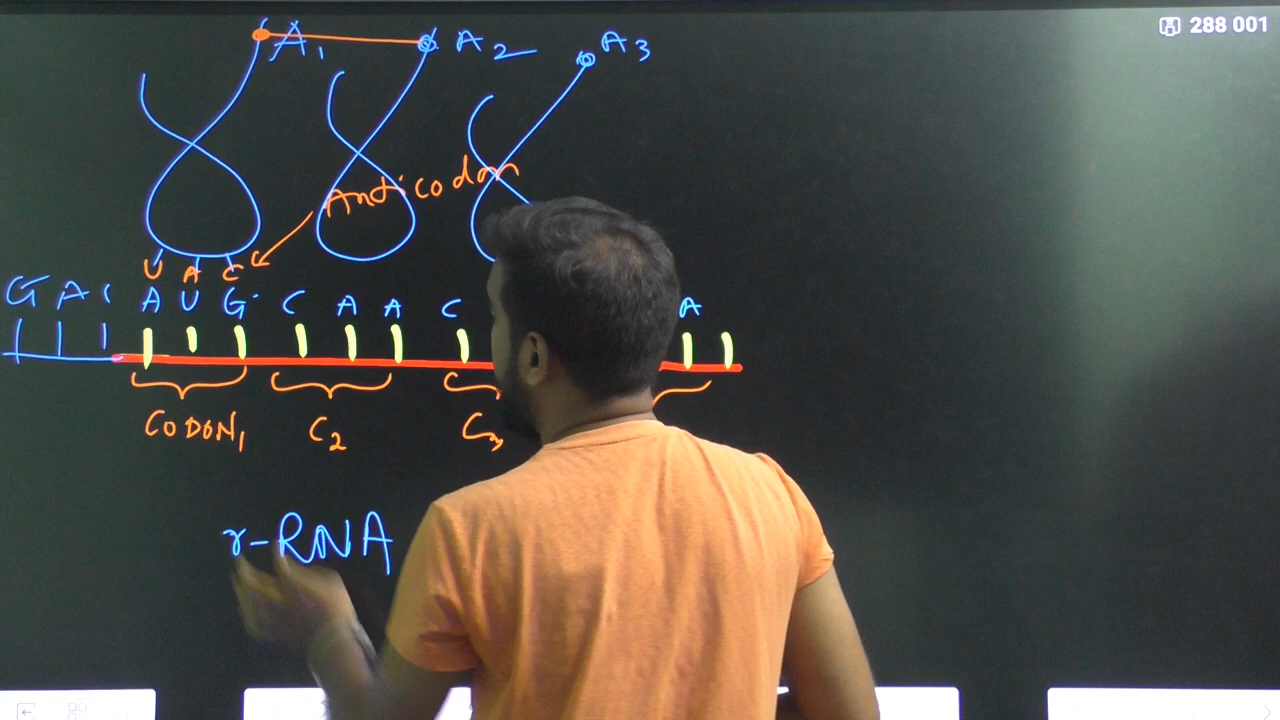 288 001
A1 A2 A3
Anticodon
U A C
G A C A U G C A A C A
CODON1 C2 C3
r-RNA